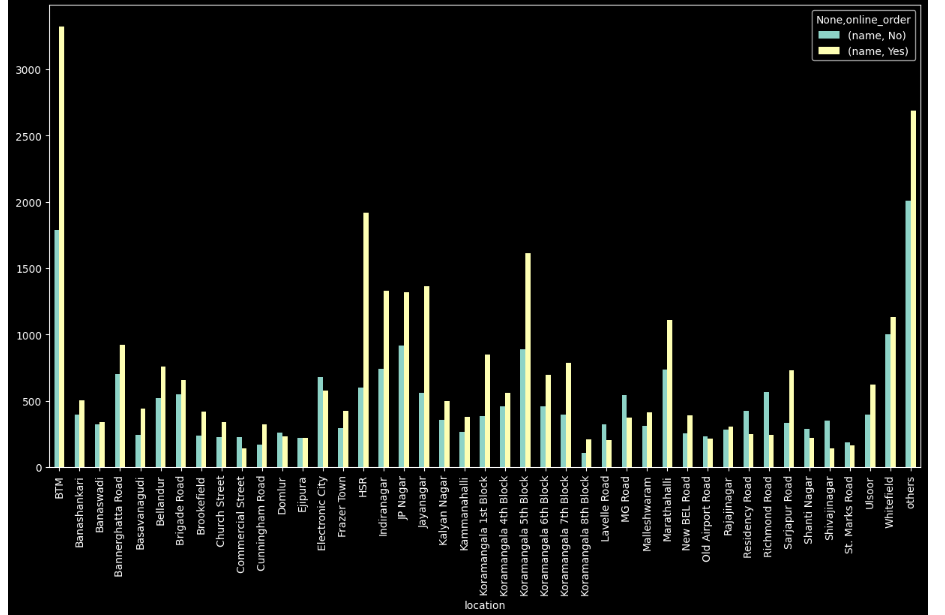 None,online_order
(name, No)
(name, Yes)
3000
2500
2000
1500
1000
500
0
BTM
Banashankari
Banaswadi
Bannerghatta Road
Basavanagudi
Bellandur
Brigade Road
Brookefield
Church Street
Commercial Street
Cunningham Road
Domlur
Ejipura
Electronic City
Frazer Town
HSR
Indiranagar
JP Nagar
Jayanagar
Kalyan Nagar
Kammanahalli
Koramangala 1st Block
Koramangala 4th Block
Koramangala 5th Block
Koramangala 6th Block
Koramangala 7th Block
Koramangala 8th Block
Lavelle Road
MG Road
Malleshwaram
Marathahalli
New BEL Road
Old Airport Road
Rajajinagar
Residency Road
Richmond Road
Sarjapur Road
Shanti Nagar
Shivajinagar
St. Marks Road
Ulsoor
Whitefield
others
location